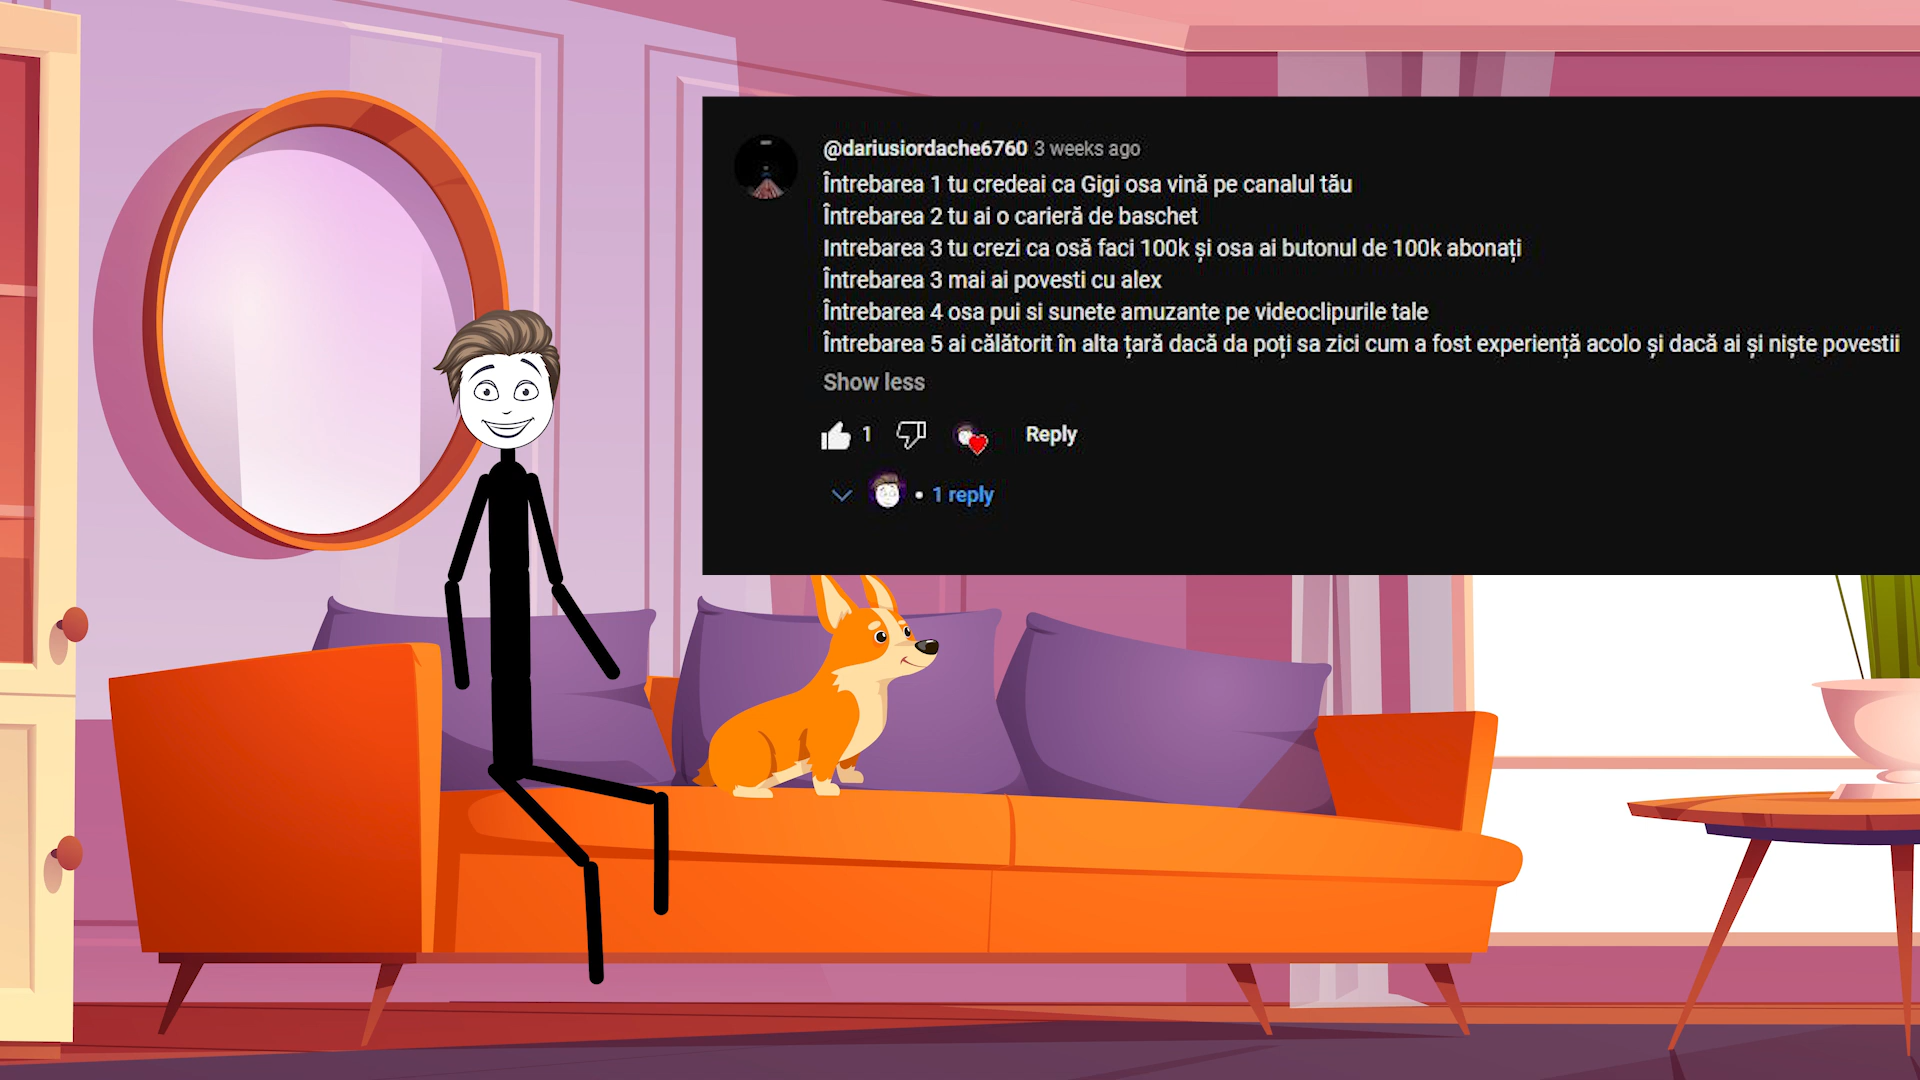 @dariusiordache6760 3 weeks ago
Întrebarea 1 tu credeai ca Gigi osa vină pe canalul tău
Întrebarea 2 tu ai o carieră de baschet
Intrebarea 3 tu crezi ca osă faci 100k și osa ai butonul de 100k abonați
Întrebarea 3 mai ai povesti cu alex
Întrebarea 4 osa pui si sunete amuzante pe videoclipurile tale
Întrebarea 5 ai călătorit în alta țară dacă da poți sa zici cum a fost experiență acolo și dacă ai și niște povestii
Show less
1 Reply
• 1 reply